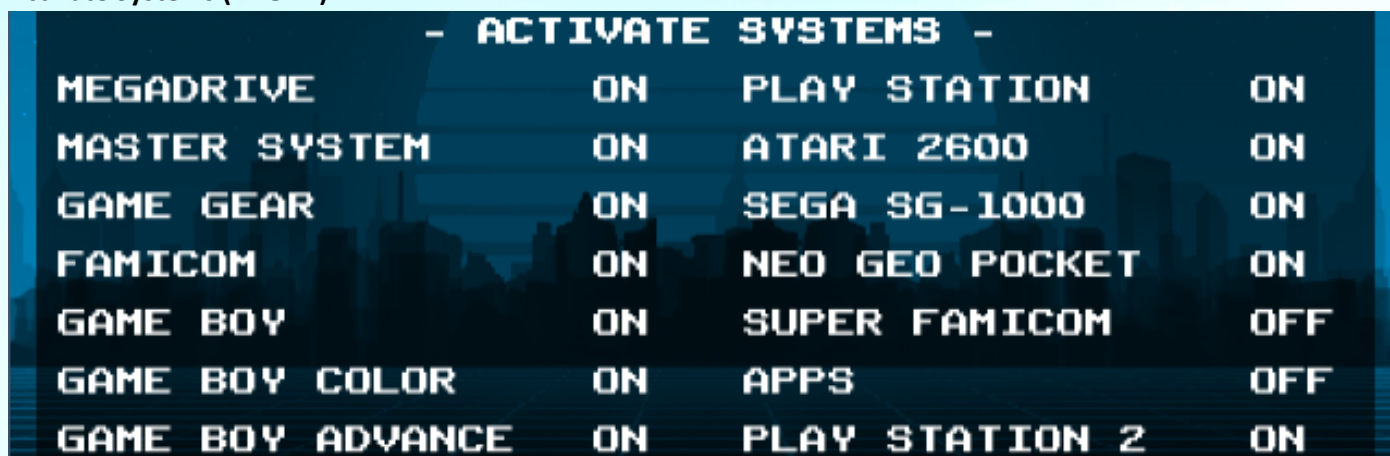 - ACTIVATE SYSTEMS -
MEGADRIVE ON PLAY STATION ON
MASTER SYSTEM ON ATARI 2600 ON
GAME GEAR ON SEGA SG-1000 ON
FAMICOM ON NEO GEO POCKET ON
GAME BOY ON SUPER FAMICOM OFF
GAME BOY COLOR ON APPS OFF
GAME BOY ADVANCE ON PLAY STATION 2 ON